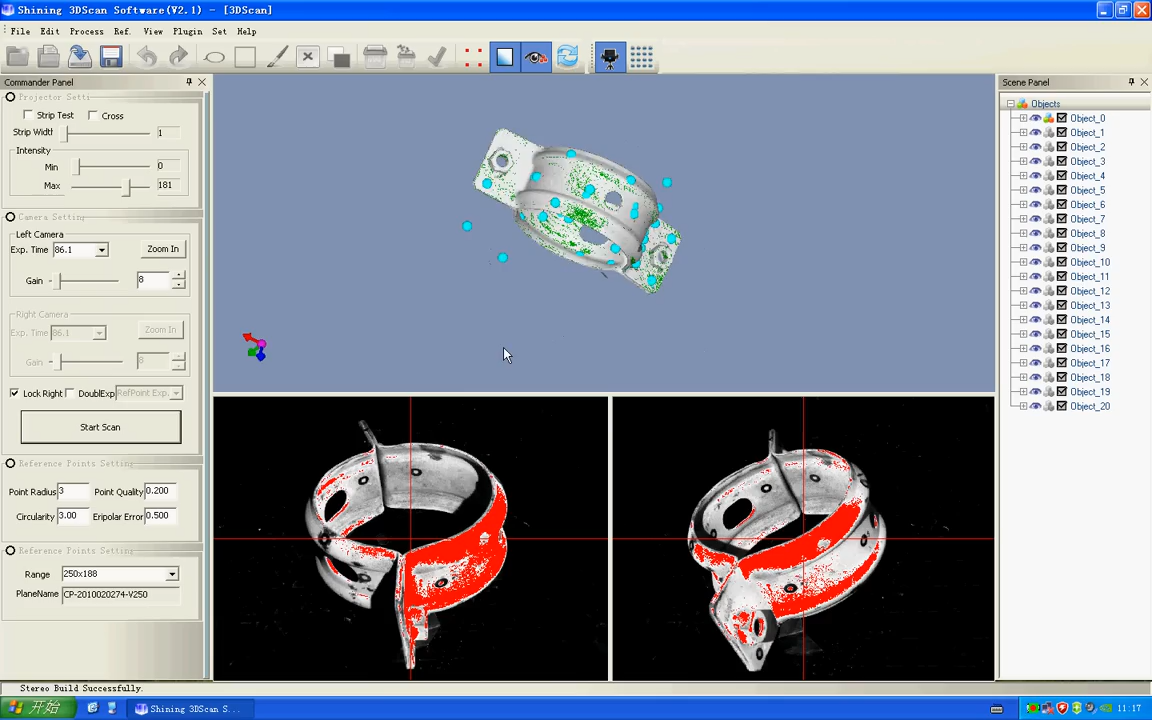 Shining 3DScan Software(V2.1) - [3DScan]
File Edit Process Ref. View Plugin Set Help
Commander Panel
Projector Setti
Strip Test Cross
Strip Widtl 1
Intensity
Min 0
Max 181
Camera Setting
Left Camera
Exp. Time 86.1 Zoom In
Gain 8
Right Camera
Exp. Time 86.1 Zoom In
Gain 8
Lock Right DoublExp RefPoint Exp.
Start Scan
Reference Points Setting
Point Radius 3 Point Quality 0.200
Circularity 3.00 Eripolar Error 0.500
Reference Points Setting
Range 250x188
PlaneName CP-2010020274-V250
Scene Panel
Objects
Object_0
Object_1
Object_2
Object_3
Object_4
Object_5
Object_6
Object_7
Object_8
Object_9
Object_10
Object_11
Object_12
Object_13
Object_14
Object_15
Object_16
Object_17
Object_18
Object_19
Object_20
Stereo Build Successfully.
开始 Shining 3DScan S... 11:17